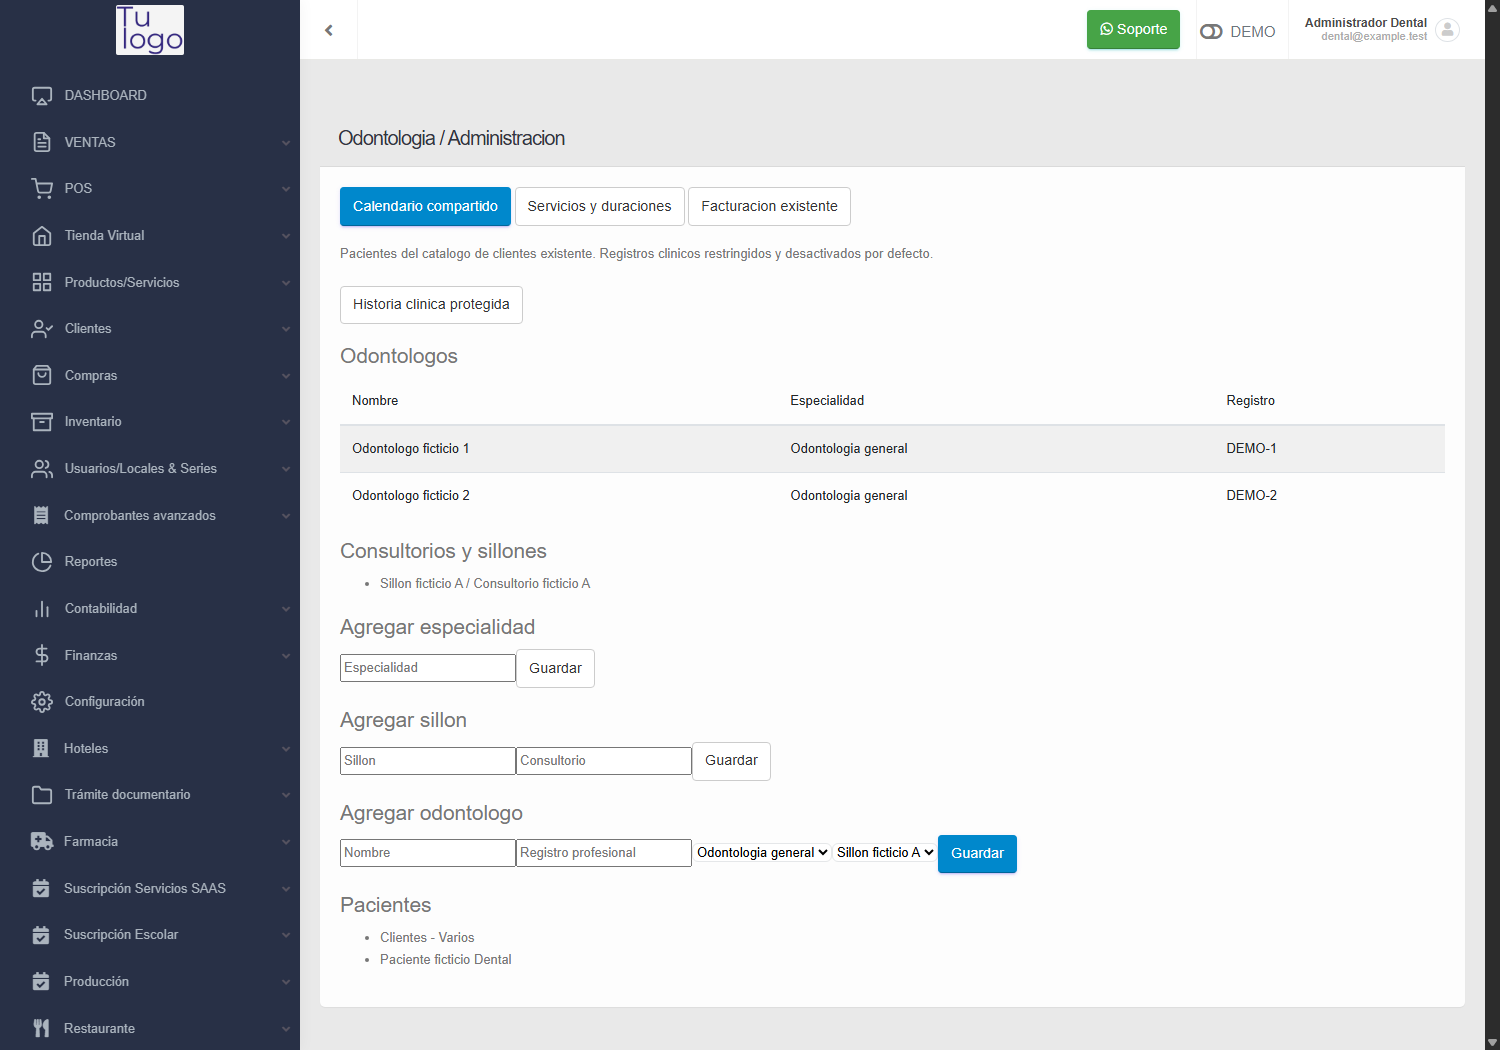 Tu
logo
DASHBOARD
VENTAS
POS
Tienda Virtual
Productos/Servicios
Clientes
Compras
Inventario
Usuarios/Locales & Series
Comprobantes avanzados
Reportes
Contabilidad
Finanzas
Configuración
Hoteles
Trámite documentario
Farmacia
Suscripción Servicios SAAS
Suscripción Escolar
Producción
Restaurante
Soporte
DEMO
Administrador Dental
dental@example.test
Odontologia / Administracion
Calendario compartido
Servicios y duraciones
Facturacion existente
Pacientes del catalogo de clientes existente. Registros clinicos restringidos y desactivados por defecto.
Historia clinica protegida
Odontologos
Nombre Especialidad Registro
Odontologo ficticio 1 Odontologia general DEMO-1
Odontologo ficticio 2 Odontologia general DEMO-2
Consultorios y sillones
• Sillon ficticio A / Consultorio ficticio A
Agregar especialidad
Especialidad Guardar
Agregar sillon
Sillon Consultorio Guardar
Agregar odontologo
Nombre Registro profesional Odontologia general Sillon ficticio A Guardar
Pacientes
• Clientes - Varios
• Paciente ficticio Dental